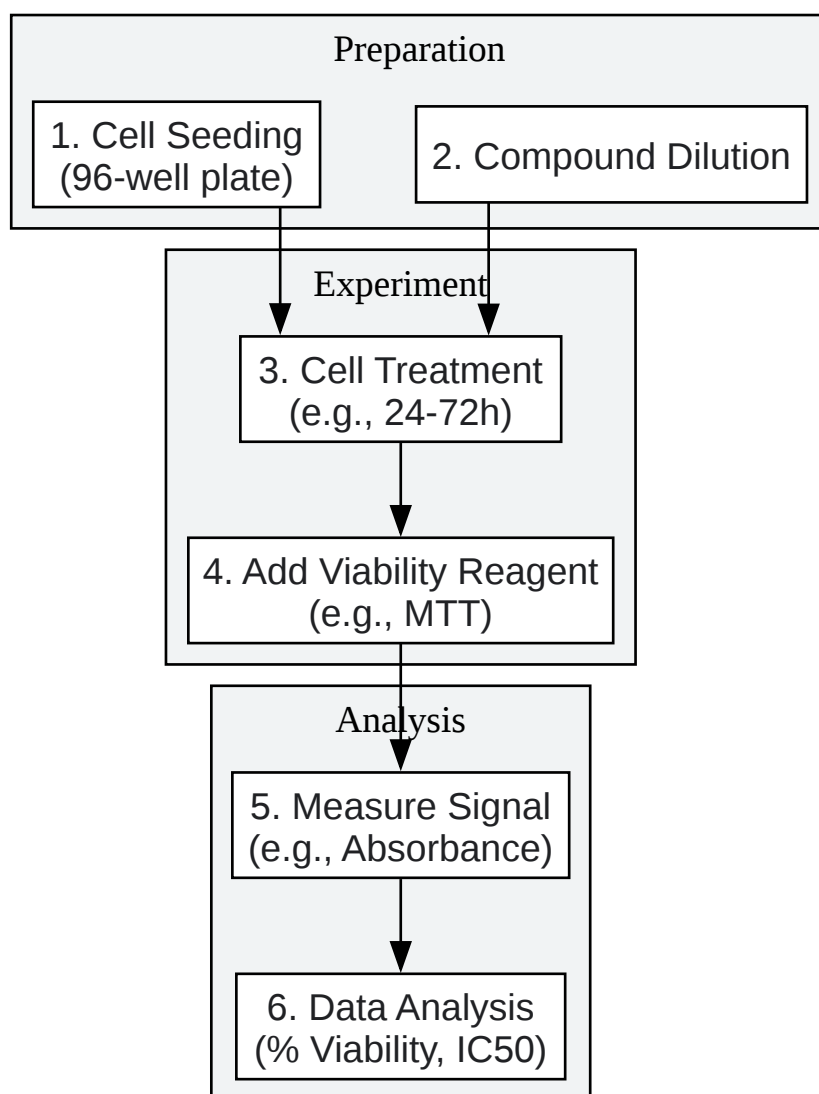 Preparation
1. Cell Seeding
(96-well plate)
2. Compound Dilution
Experiment
3. Cell Treatment
(e.g., 24-72h)
4. Add Viability Reagent
(e.g., MTT)
Analysis
5. Measure Signal
(e.g., Absorbance)
6. Data Analysis
(% Viability, IC50)